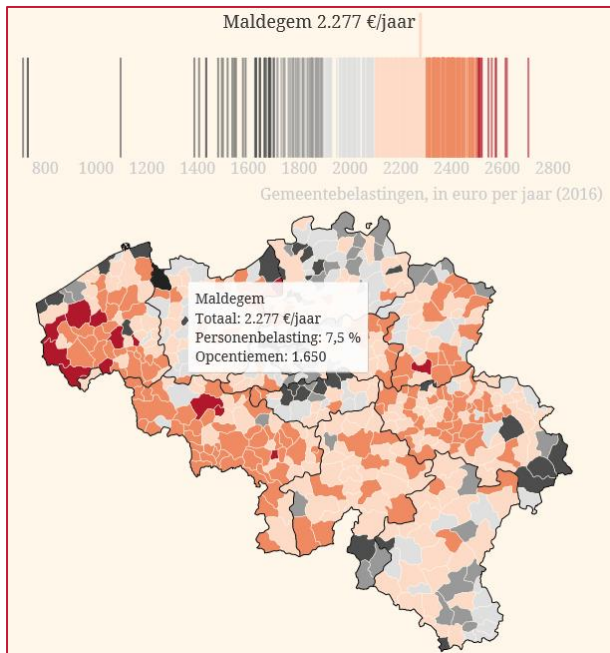 Maldegem 2.277 €/jaar
800 1000 1200 1400 1600 1800 2000 2200 2400 2600 2800
Gemeentebelastingen, in euro per jaar (2016)
Maldegem
Totaal: 2.277 €/jaar
Personenbelasting: 7,5 %
Opcentiemen: 1.650